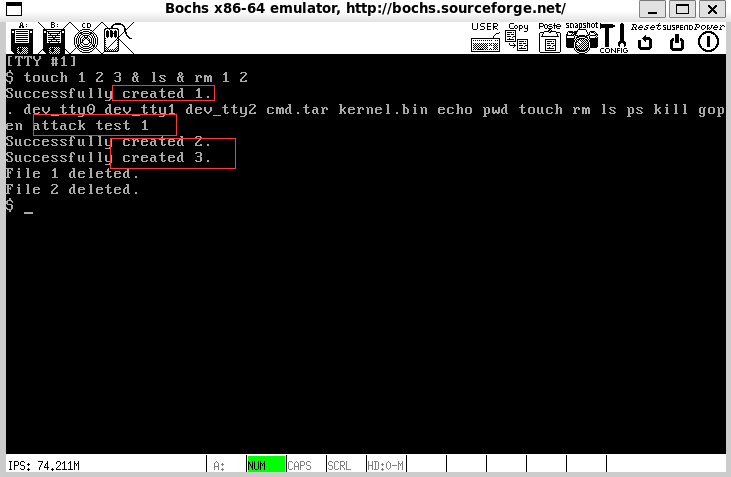 Bochs x86-64 emulator, http://bochs.sourceforge.net/
A: B: CD USER Copy Paste snapshot CONFIG Reset SUSPEND Power
[TTY #1]
$ touch 1 2 3 & ls & rm 1 2
Successfully created 1.
. dev_tty0 dev_tty1 dev_tty2 cmd.tar kernel.bin echo pwd touch rm ls ps kill gop
en attack test 1
Successfully created 2.
Successfully created 3.
File 1 deleted.
File 2 deleted.
$ _
IPS: 74.211M A: NUM CAPS SCRL HD:0-M